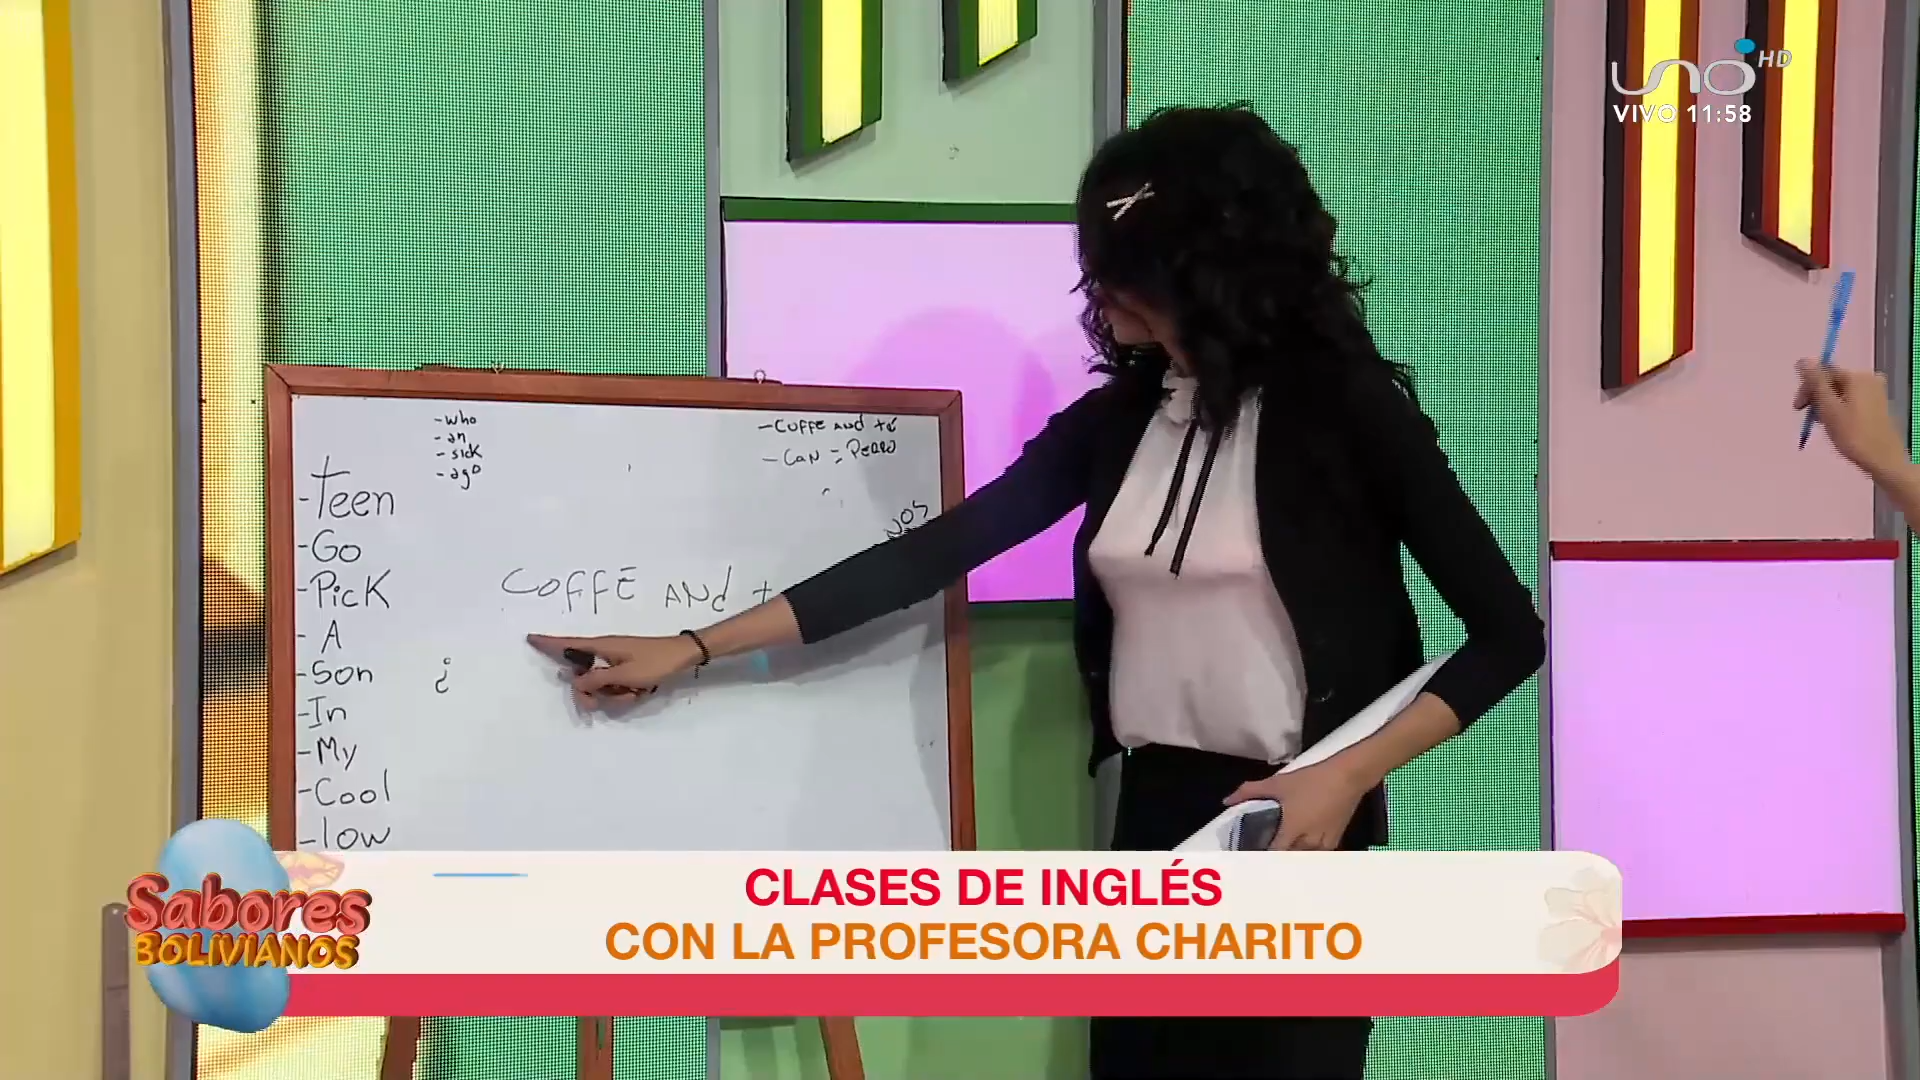 UNO HD
VIVO 11:58
-who
-an
-sick
-ago
-COFFE AND te
-CAN = PERRO
-Teen
-Go
-Pick
-A
-Son
-In
-My
-Cool
-low
NOS
COFFE AND t
¿
CLASES DE INGLÉS
CON LA PROFESORA CHARITO
Sabores
BOLIVIANOS